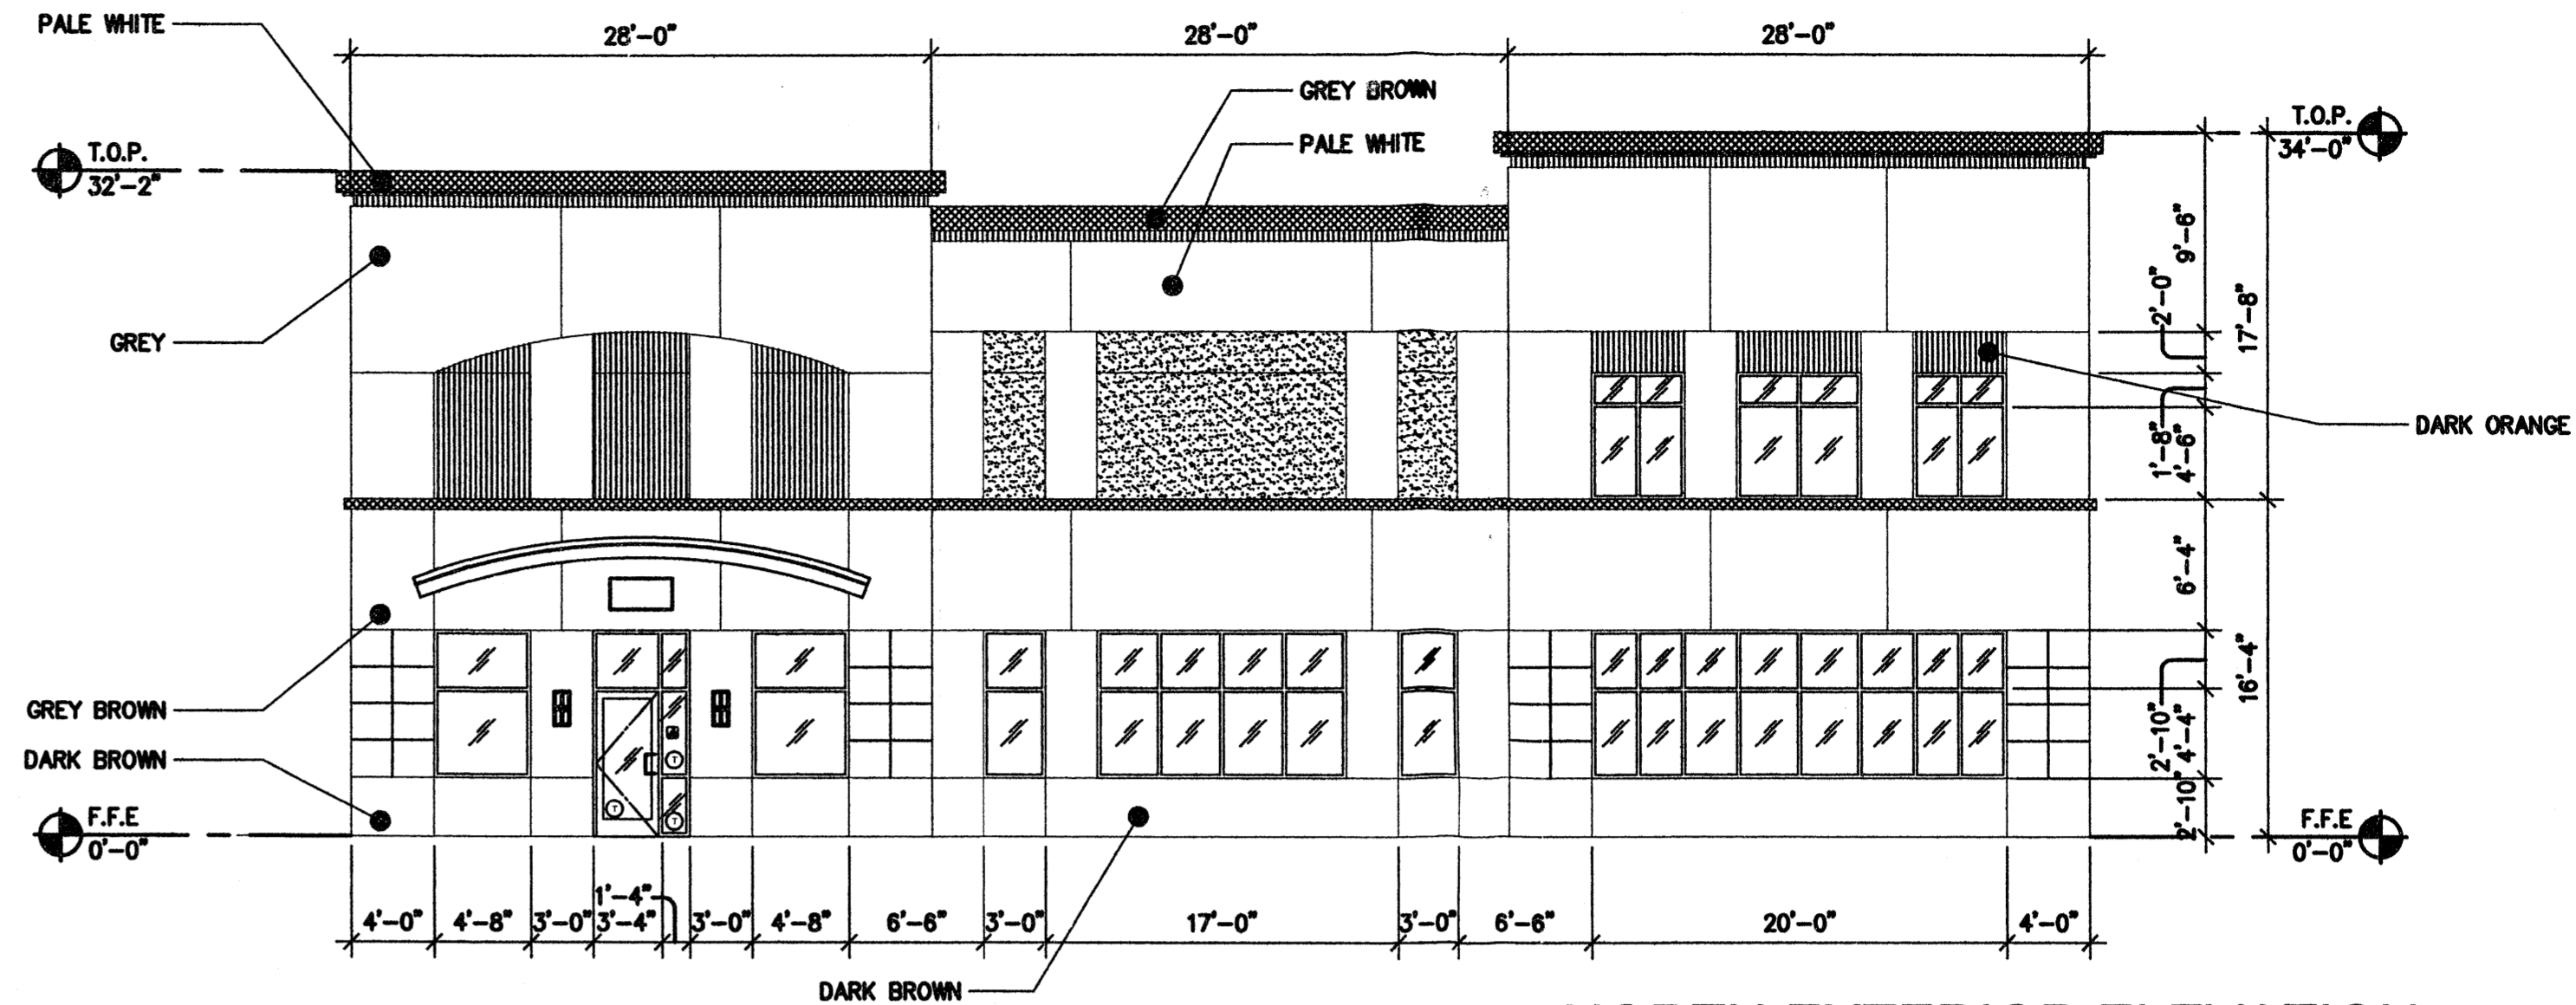 PALE WHITE
28'-0"
28'-0"
28'-0"
GREY BROWN
PALE WHITE
T.O.P.
34'-0"
T.O.P.
32'-2"
9'-6"
2'-0"
17'-8"
GREY
DARK ORANGE
1'-8"
4'-6"
6'-4"
16'-4"
GREY BROWN
2'-10"
4'-4"
DARK BROWN
2'-10"
F.F.E
0'-0"
F.F.E
0'-0"
T
T
T
1'-4"
4'-0"
4'-8"
3'-0"
3'-4"
3'-0"
4'-8"
6'-6"
3'-0"
17'-0"
3'-0"
6'-6"
20'-0"
4'-0"
DARK BROWN